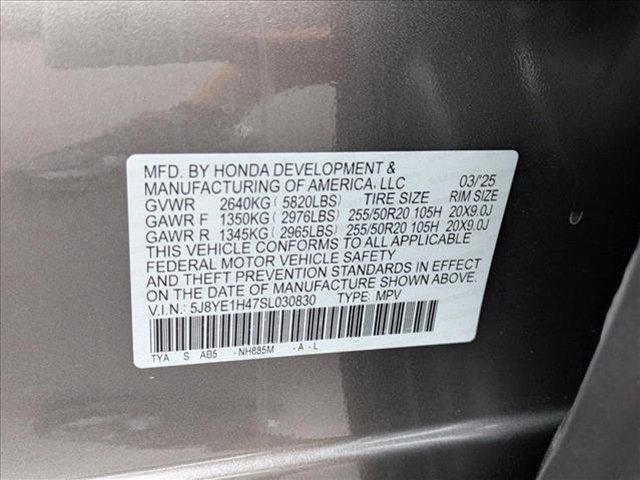 MFD. BY HONDA DEVELOPMENT &
MANUFACTURING OF AMERICA, LLC 03/'25
GVWR 2640KG ( 5820LBS) TIRE SIZE RIM SIZE
GAWR F 1350KG ( 2976LBS) 255/50R20 105H 20X9.0J
GAWR R 1345KG ( 2965LBS) 255/50R20 105H 20X9.0J
THIS VEHICLE CONFORMS TO ALL APPLICABLE
FEDERAL MOTOR VEHICLE SAFETY
AND THEFT PREVENTION STANDARDS IN EFFECT
ON THE DATE OF MANUFACTURE SHOWN ABOVE.
V.I.N.: 5J8YE1H47SL030830 TYPE: MPV
TYA S AB5 -NH885M -A-L